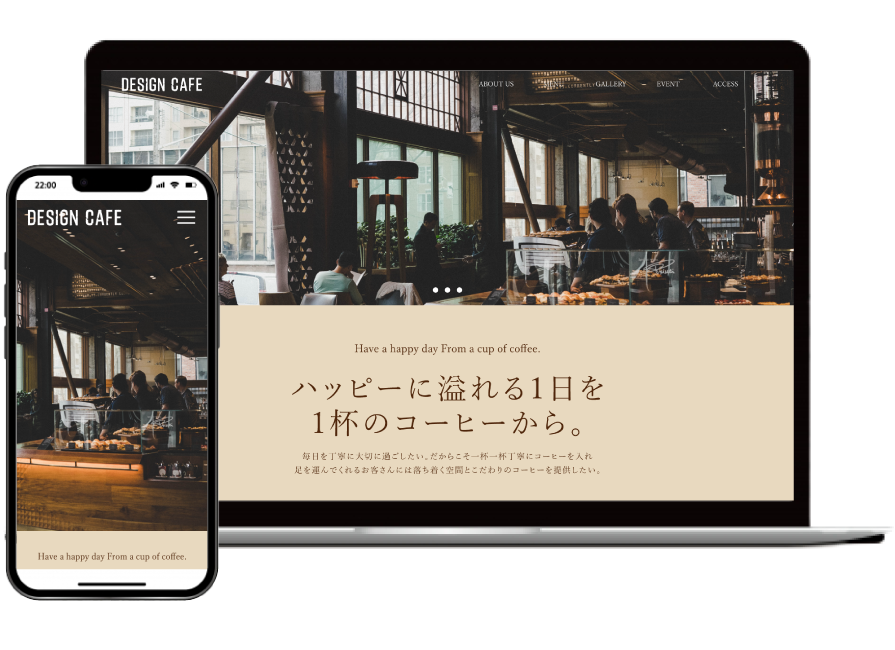 DESIGN CAFE
ABOUT US
GALLERY
EVENT
ACCESS
Have a happy day From a cup of coffee.
ハッピーに溢れる1日を
1杯のコーヒーから。
毎日を丁寧に大切に過ごしたい。だからこそ一杯一杯丁寧にコーヒーを入れ
足を運んでくれるお客さんには落ち着く空間とこだわりのコーヒーを提供したい。
22:00
DESIGN CAFE
Have a happy day From a cup of coffee.